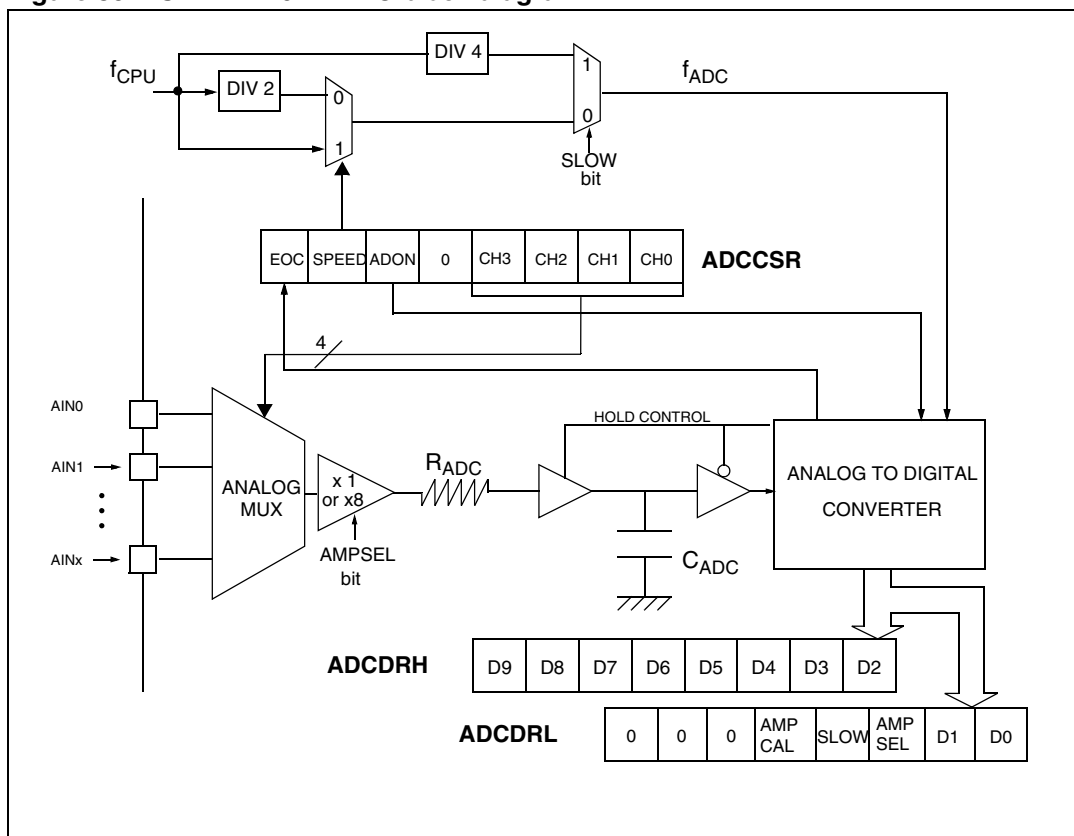 DIV 4
fCPU
DIV 2
0
1
1
0
fADC
SLOW
bit
EOC SPEED ADON 0 CH3 CH2 CH1 CH0 ADCCSR
4
HOLD CONTROL
AIN0
AIN1
AINx
ANALOG
MUX
x 1
or x8
AMPSEL
bit
RADC
CADC
ANALOG TO DIGITAL
CONVERTER
ADCDRH D9 D8 D7 D6 D5 D4 D3 D2
ADCDRL 0 0 0 AMP CAL SLOW AMP SEL D1 D0